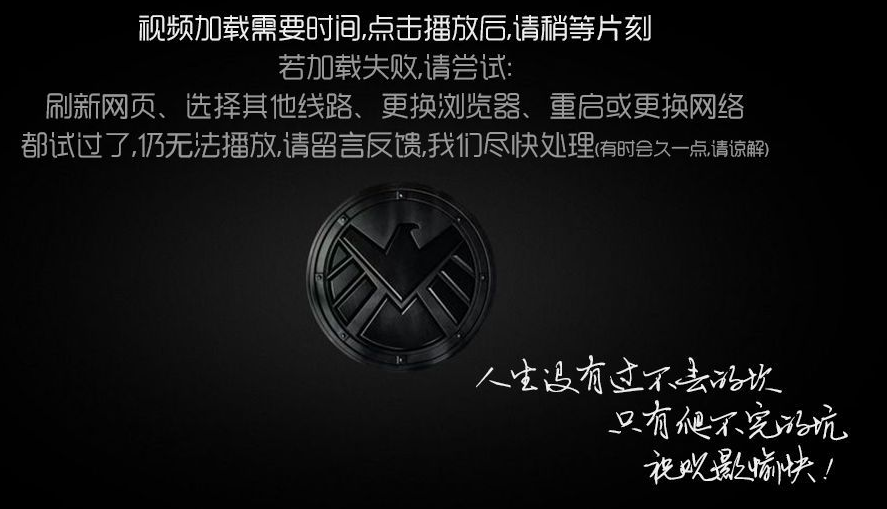 视频加载需要时间,点击播放后,请稍等片刻
若加载失败,请尝试:
刷新网页、选择其他线路、更换浏览器、重启或更换网络
都试过了,仍无法播放,请留言反馈,我们尽快处理(有时会久一点,请谅解)
人生没有过不去的坎
只有爬不完的坑
祝观影愉快!